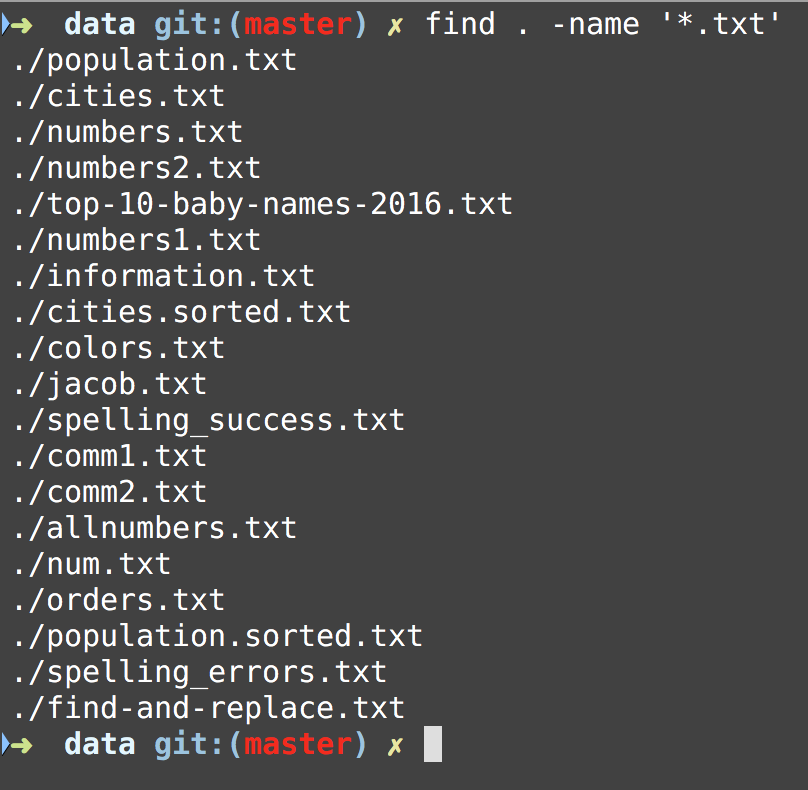 ➜  data git:(master) ✗ find . -name '*.txt'
./population.txt
./cities.txt
./numbers.txt
./numbers2.txt
./top-10-baby-names-2016.txt
./numbers1.txt
./information.txt
./cities.sorted.txt
./colors.txt
./jacob.txt
./spelling_success.txt
./comm1.txt
./comm2.txt
./allnumbers.txt
./num.txt
./orders.txt
./population.sorted.txt
./spelling_errors.txt
./find-and-replace.txt
➜  data git:(master) ✗